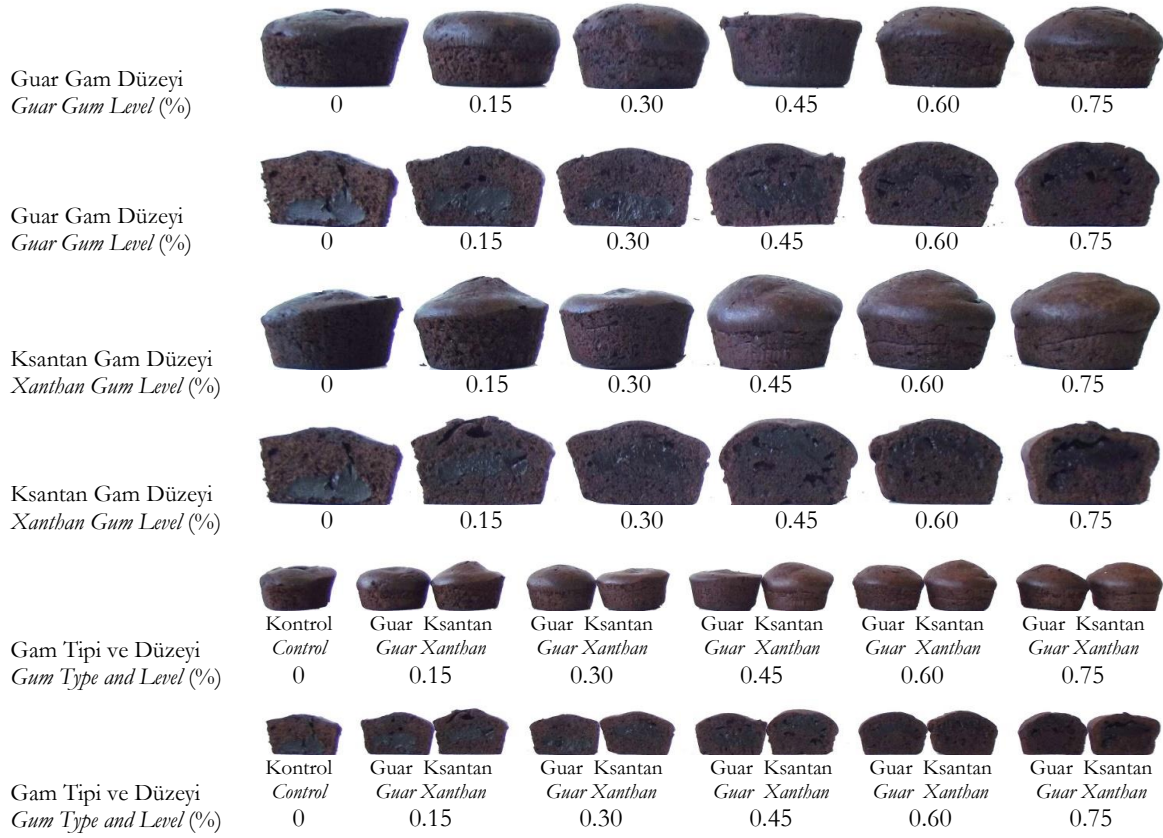 Guar Gam Düzeyi
Guar Gum Level (%)
0 0.15 0.30 0.45 0.60 0.75
Guar Gam Düzeyi
Guar Gum Level (%)
0 0.15 0.30 0.45 0.60 0.75
Ksantan Gam Düzeyi
Xanthan Gum Level (%)
0 0.15 0.30 0.45 0.60 0.75
Ksantan Gam Düzeyi
Xanthan Gum Level (%)
0 0.15 0.30 0.45 0.60 0.75
Kontrol Guar Ksantan Guar Ksantan Guar Ksantan Guar Ksantan Guar Ksantan
Gam Tipi ve Düzeyi Control Guar Xanthan Guar Xanthan Guar Xanthan Guar Xanthan Guar Xanthan
Gum Type and Level (%) 0 0.15 0.30 0.45 0.60 0.75
Kontrol Guar Ksantan Guar Ksantan Guar Ksantan Guar Ksantan Guar Ksantan
Gam Tipi ve Düzeyi Control Guar Xanthan Guar Xanthan Guar Xanthan Guar Xanthan Guar Xanthan
Gum Type and Level (%) 0 0.15 0.30 0.45 0.60 0.75